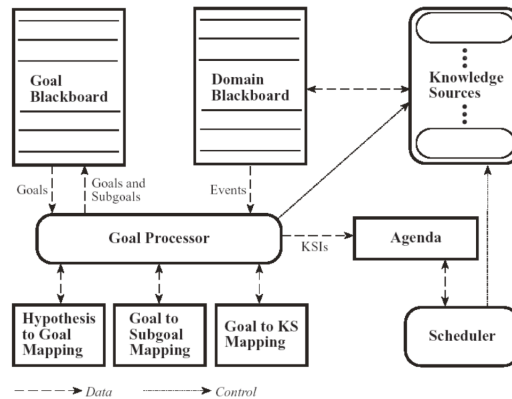 Goal
Blackboard
Domain
Blackboard
Knowledge
Sources
Goals
Goals and
Subgoals
Events
Goal Processor
KSIs
Agenda
Hypothesis
to Goal
Mapping
Goal to
Subgoal
Mapping
Goal to KS
Mapping
Scheduler
Data
Control